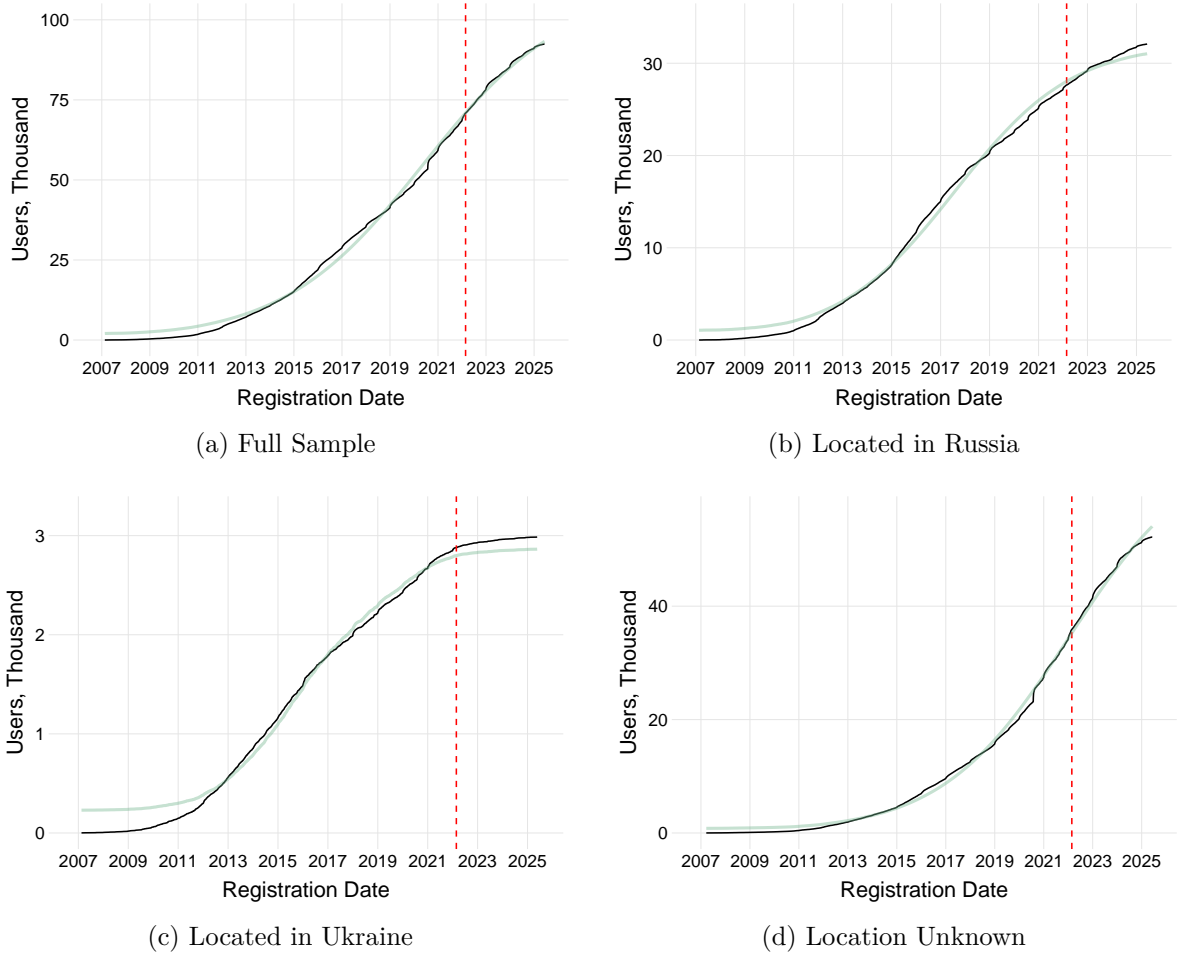 100
75
50
25
0
Users, Thousand
2007 2009 2011 2013 2015 2017 2019 2021 2023 2025
Registration Date
(a) Full Sample
30
20
10
0
Users, Thousand
2007 2009 2011 2013 2015 2017 2019 2021 2023 2025
Registration Date
(b) Located in Russia
3
2
1
0
Users, Thousand
2007 2009 2011 2013 2015 2017 2019 2021 2023 2025
Registration Date
(c) Located in Ukraine
40
20
0
Users, Thousand
2007 2009 2011 2013 2015 2017 2019 2021 2023 2025
Registration Date
(d) Location Unknown